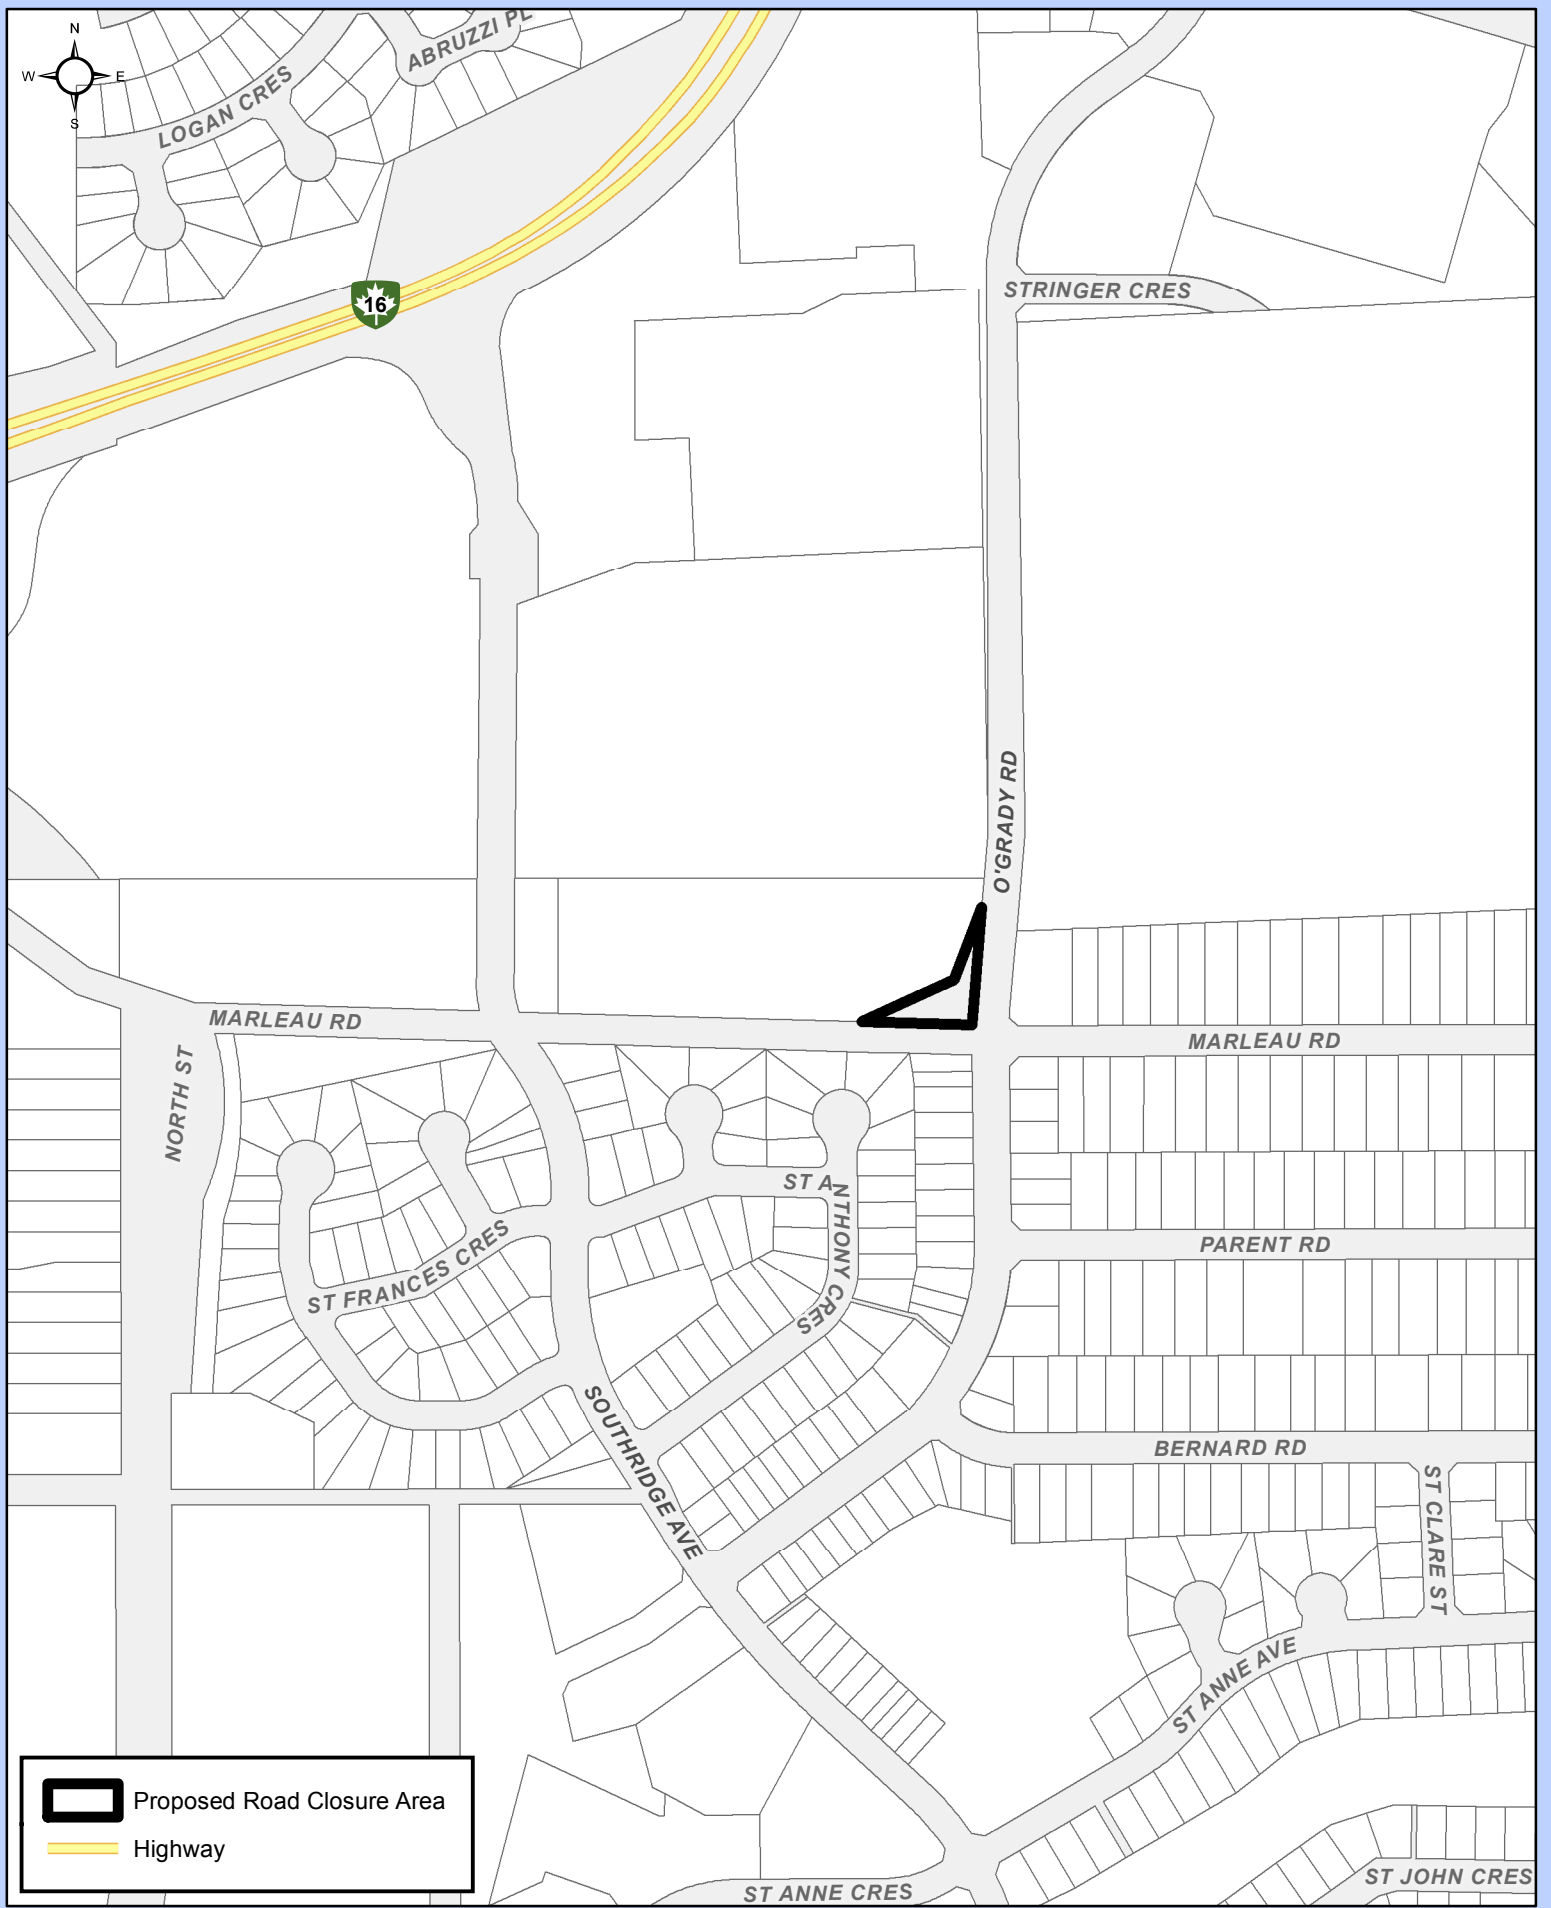 ABRUZZI PL
N
W E
S
LOGAN CRES
16
STRINGER CRES
O'GRADY RD
MARLEAU RD
MARLEAU RD
NORTH ST
ST ANTHONY CRES
PARENT RD
ST FRANCES CRES
SOUTHRIDGE AVE
BERNARD RD
ST CLARE ST
ST ANNE AVE
Proposed Road Closure Area
Highway
ST JOHN CRES
ST ANNE CRES